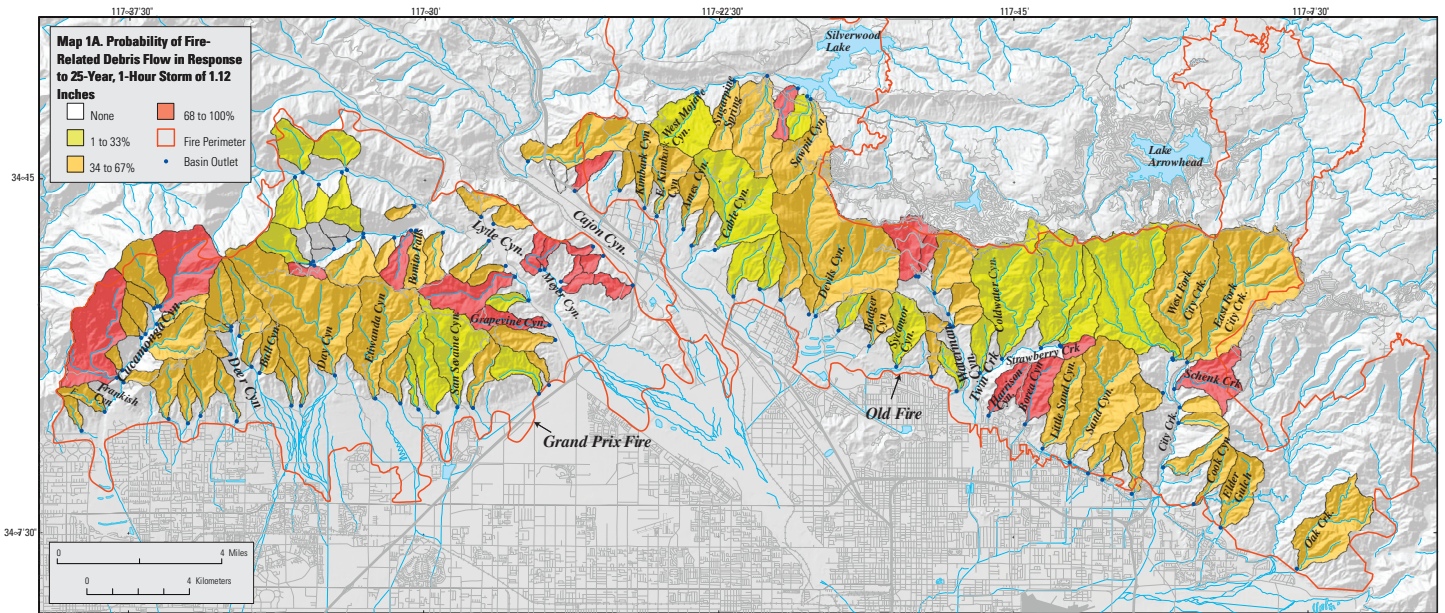 117°37'30"
117°30'
117°22'30"
117°45
117°7'30"
Map 1A. Probability of Fire-
Related Debris Flow in Response
to 25-Year, 1-Hour Storm of 1.12
Inches
None
68 to 100%
1 to 33%
Fire Perimeter
34 to 67%
Basin Outlet
34°45
34°7'30"
Silverwood
Lake
Lake
Arrowhead
Sugarpine
Spring
West Mojave
Cyn.
Sawpit Cyn.
Kimbark Cyn
E. Kimbark
Cyn
Ames Cyn.
Cable Cyn.
Cajon Cyn.
Lytle Cyn.
Meyer Cyn.
Bonito Falls
Grapevine Cyn.
Cucamonga Cyn.
Frankish
Cyn
Deer Cyn
Day Cyn
Etiwanda Cyn
San Sevaine Cyn.
Devils Cyn.
Badger
Cyn
Sycamor
Cyn.
Waterman
Cyn
Twin Crk
Coldwater Cyn.
Strawberry Crk
Harrison
Cyn.
Borea Cyn
Little Sand Cyn.
Sand Cyn.
West Fork
City Crk.
East Fork
City Crk
Schenk Crk
City Crk.
Cook Cyn
Elder
Gulch
Oak Crk.
Old Fire
Grand Prix Fire
0
4 Miles
0
4 Kilometers